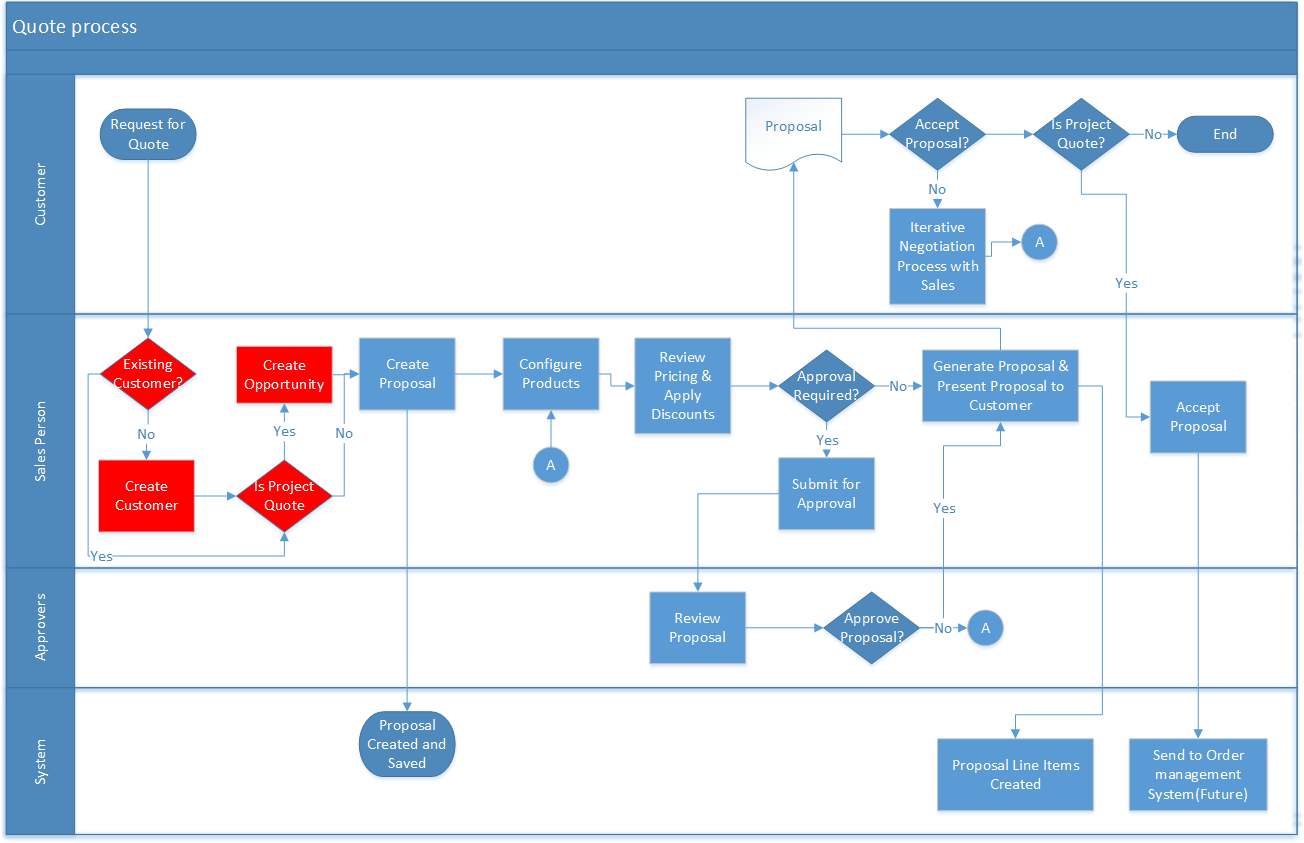 Quote process
Customer
Request for
Quote
Proposal
Accept
Proposal?
Is Project
Quote?
No
End
No
Iterative
Negotiation
Process with
Sales
A
Yes
Sales Person
Existing
Customer?
No
Create
Customer
Yes
Create
Opportunity
Yes
Is Project
Quote
No
Create
Proposal
Configure
Products
A
Review
Pricing &
Apply
Discounts
Approval
Required?
No
Yes
Submit for
Approval
Generate Proposal &
Present Proposal to
Customer
Yes
Accept
Proposal
Approvers
Review
Proposal
Approve
Proposal?
No
A
System
Proposal
Created and
Saved
Proposal Line Items
Created
Send to Order
management
System(Future)